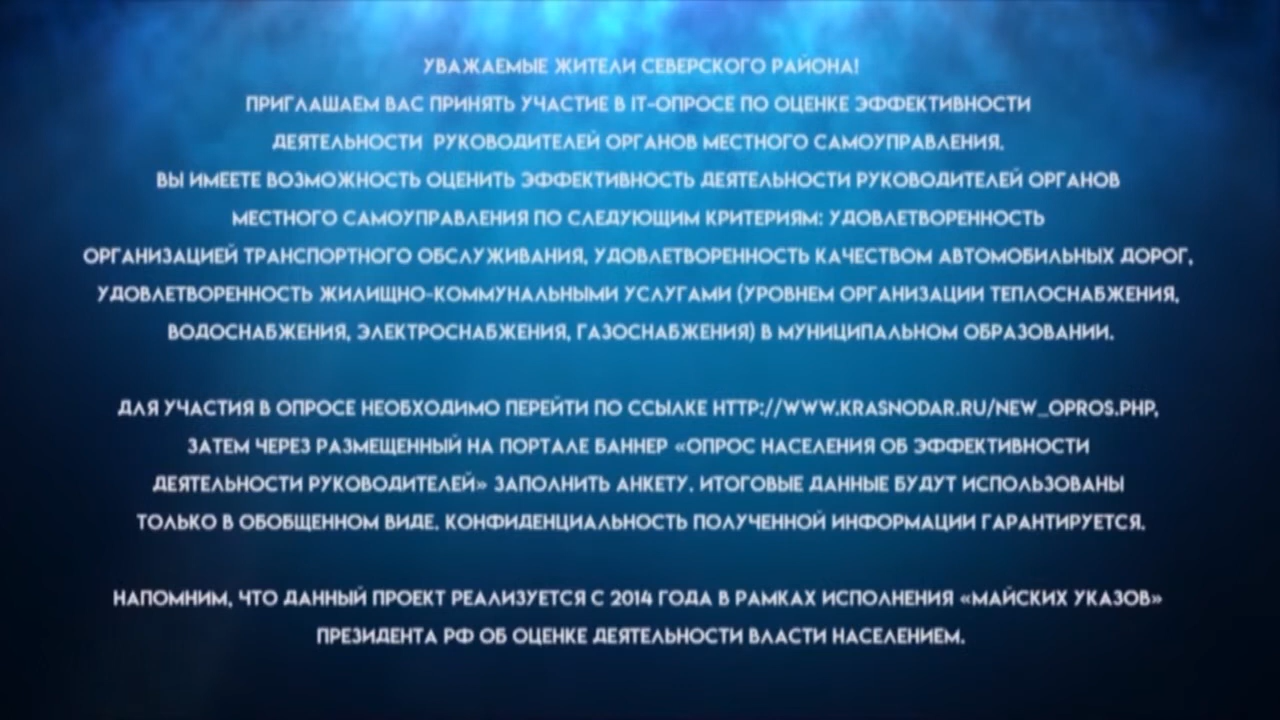 УВАЖАЕМЫЕ ЖИТЕЛИ СЕВЕРСКОГО РАЙОНА!
ПРИГЛАШАЕМ ВАС ПРИНЯТЬ УЧАСТИЕ В IT-ОПРОСЕ ПО ОЦЕНКЕ ЭФФЕКТИВНОСТИ
ДЕЯТЕЛЬНОСТИ РУКОВОДИТЕЛЕЙ ОРГАНОВ МЕСТНОГО САМОУПРАВЛЕНИЯ.
ВЫ ИМЕЕТЕ ВОЗМОЖНОСТЬ ОЦЕНИТЬ ЭФФЕКТИВНОСТЬ ДЕЯТЕЛЬНОСТИ РУКОВОДИТЕЛЕЙ ОРГАНОВ
МЕСТНОГО САМОУПРАВЛЕНИЯ ПО СЛЕДУЮЩИМ КРИТЕРИЯМ: УДОВЛЕТВОРЕННОСТЬ
ОРГАНИЗАЦИЕЙ ТРАНСПОРТНОГО ОБСЛУЖИВАНИЯ, УДОВЛЕТВОРЕННОСТЬ КАЧЕСТВОМ АВТОМОБИЛЬНЫХ ДОРОГ,
УДОВЛЕТВОРЕННОСТЬ ЖИЛИЩНО-КОММУНАЛЬНЫМИ УСЛУГАМИ (УРОВНЕМ ОРГАНИЗАЦИИ ТЕПЛОСНАБЖЕНИЯ,
ВОДОСНАБЖЕНИЯ, ЭЛЕКТРОСНАБЖЕНИЯ, ГАЗОСНАБЖЕНИЯ) В МУНИЦИПАЛЬНОМ ОБРАЗОВАНИИ.
ДЛЯ УЧАСТИЯ В ОПРОСЕ НЕОБХОДИМО ПЕРЕЙТИ ПО ССЫЛКЕ HTTP://WWW.KRASNODAR.RU/NEW_OPROS.PHP,
ЗАТЕМ ЧЕРЕЗ РАЗМЕЩЕННЫЙ НА ПОРТАЛЕ БАННЕР «ОПРОС НАСЕЛЕНИЯ ОБ ЭФФЕКТИВНОСТИ
ДЕЯТЕЛЬНОСТИ РУКОВОДИТЕЛЕЙ» ЗАПОЛНИТЬ АНКЕТУ. ИТОГОВЫЕ ДАННЫЕ БУДУТ ИСПОЛЬЗОВАНЫ
ТОЛЬКО В ОБОБЩЕННОМ ВИДЕ. КОНФИДЕНЦИАЛЬНОСТЬ ПОЛУЧЕННОЙ ИНФОРМАЦИИ ГАРАНТИРУЕТСЯ.
НАПОМНИМ, ЧТО ДАННЫЙ ПРОЕКТ РЕАЛИЗУЕТСЯ С 2014 ГОДА В РАМКАХ ИСПОЛНЕНИЯ «МАЙСКИХ УКАЗОВ»
ПРЕЗИДЕНТА РФ ОБ ОЦЕНКЕ ДЕЯТЕЛЬНОСТИ ВЛАСТИ НАСЕЛЕНИЕМ.